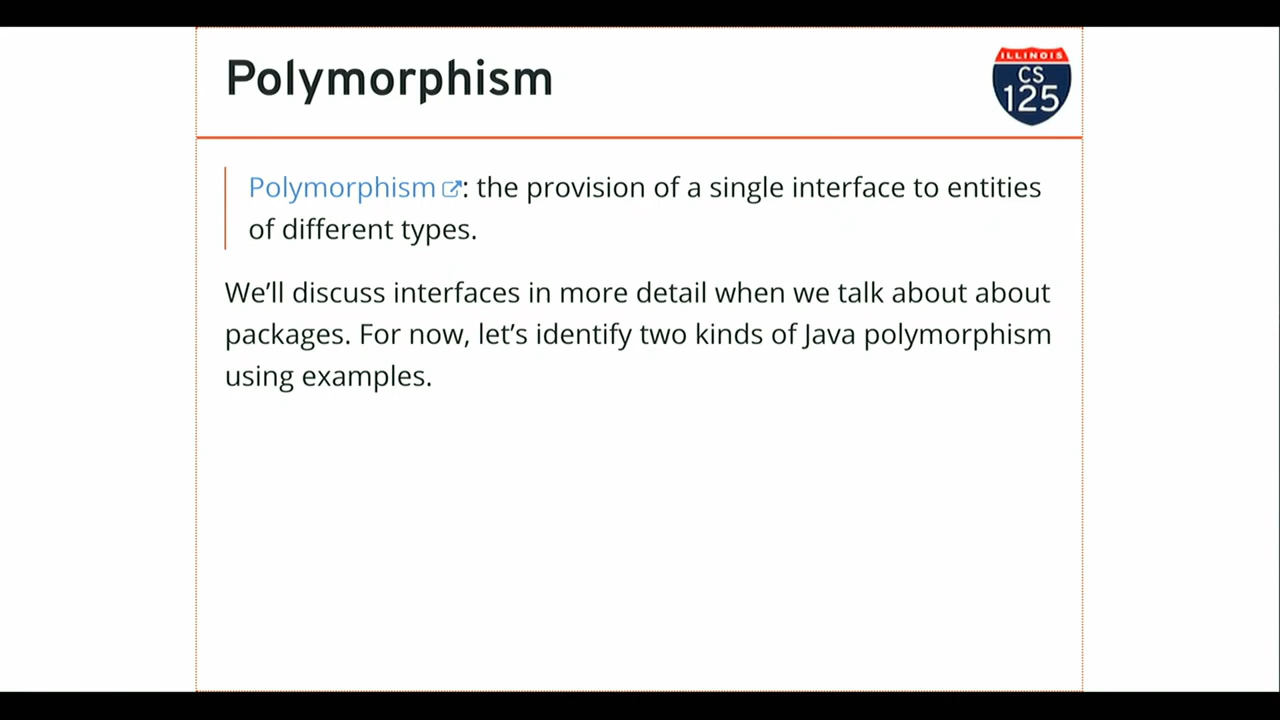 Polymorphism
ILLINOIS
CS
125
Polymorphism: the provision of a single interface to entities
of different types.
We'll discuss interfaces in more detail when we talk about about
packages. For now, let's identify two kinds of Java polymorphism
using examples.